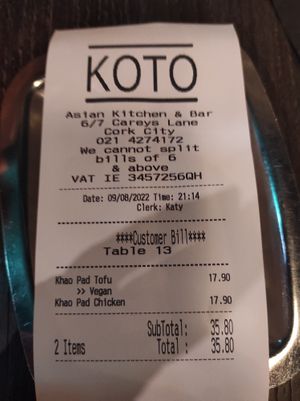 KOTO
Asian Kitchen & Bar
6/7 Careys Lane
Cork City
021 4274172
We cannot split
bills of 6
& above
VAT IE 3457256QH
Date: 09/08/2022 Time: 21:14
Clerk: Katy
****Customer Bill****
Table 13
Khao Pad Tofu 17.90
>> Vegan
Khao Pad Chicken 17.90
SubTotal: 35.80
2 Items Total : 35.80